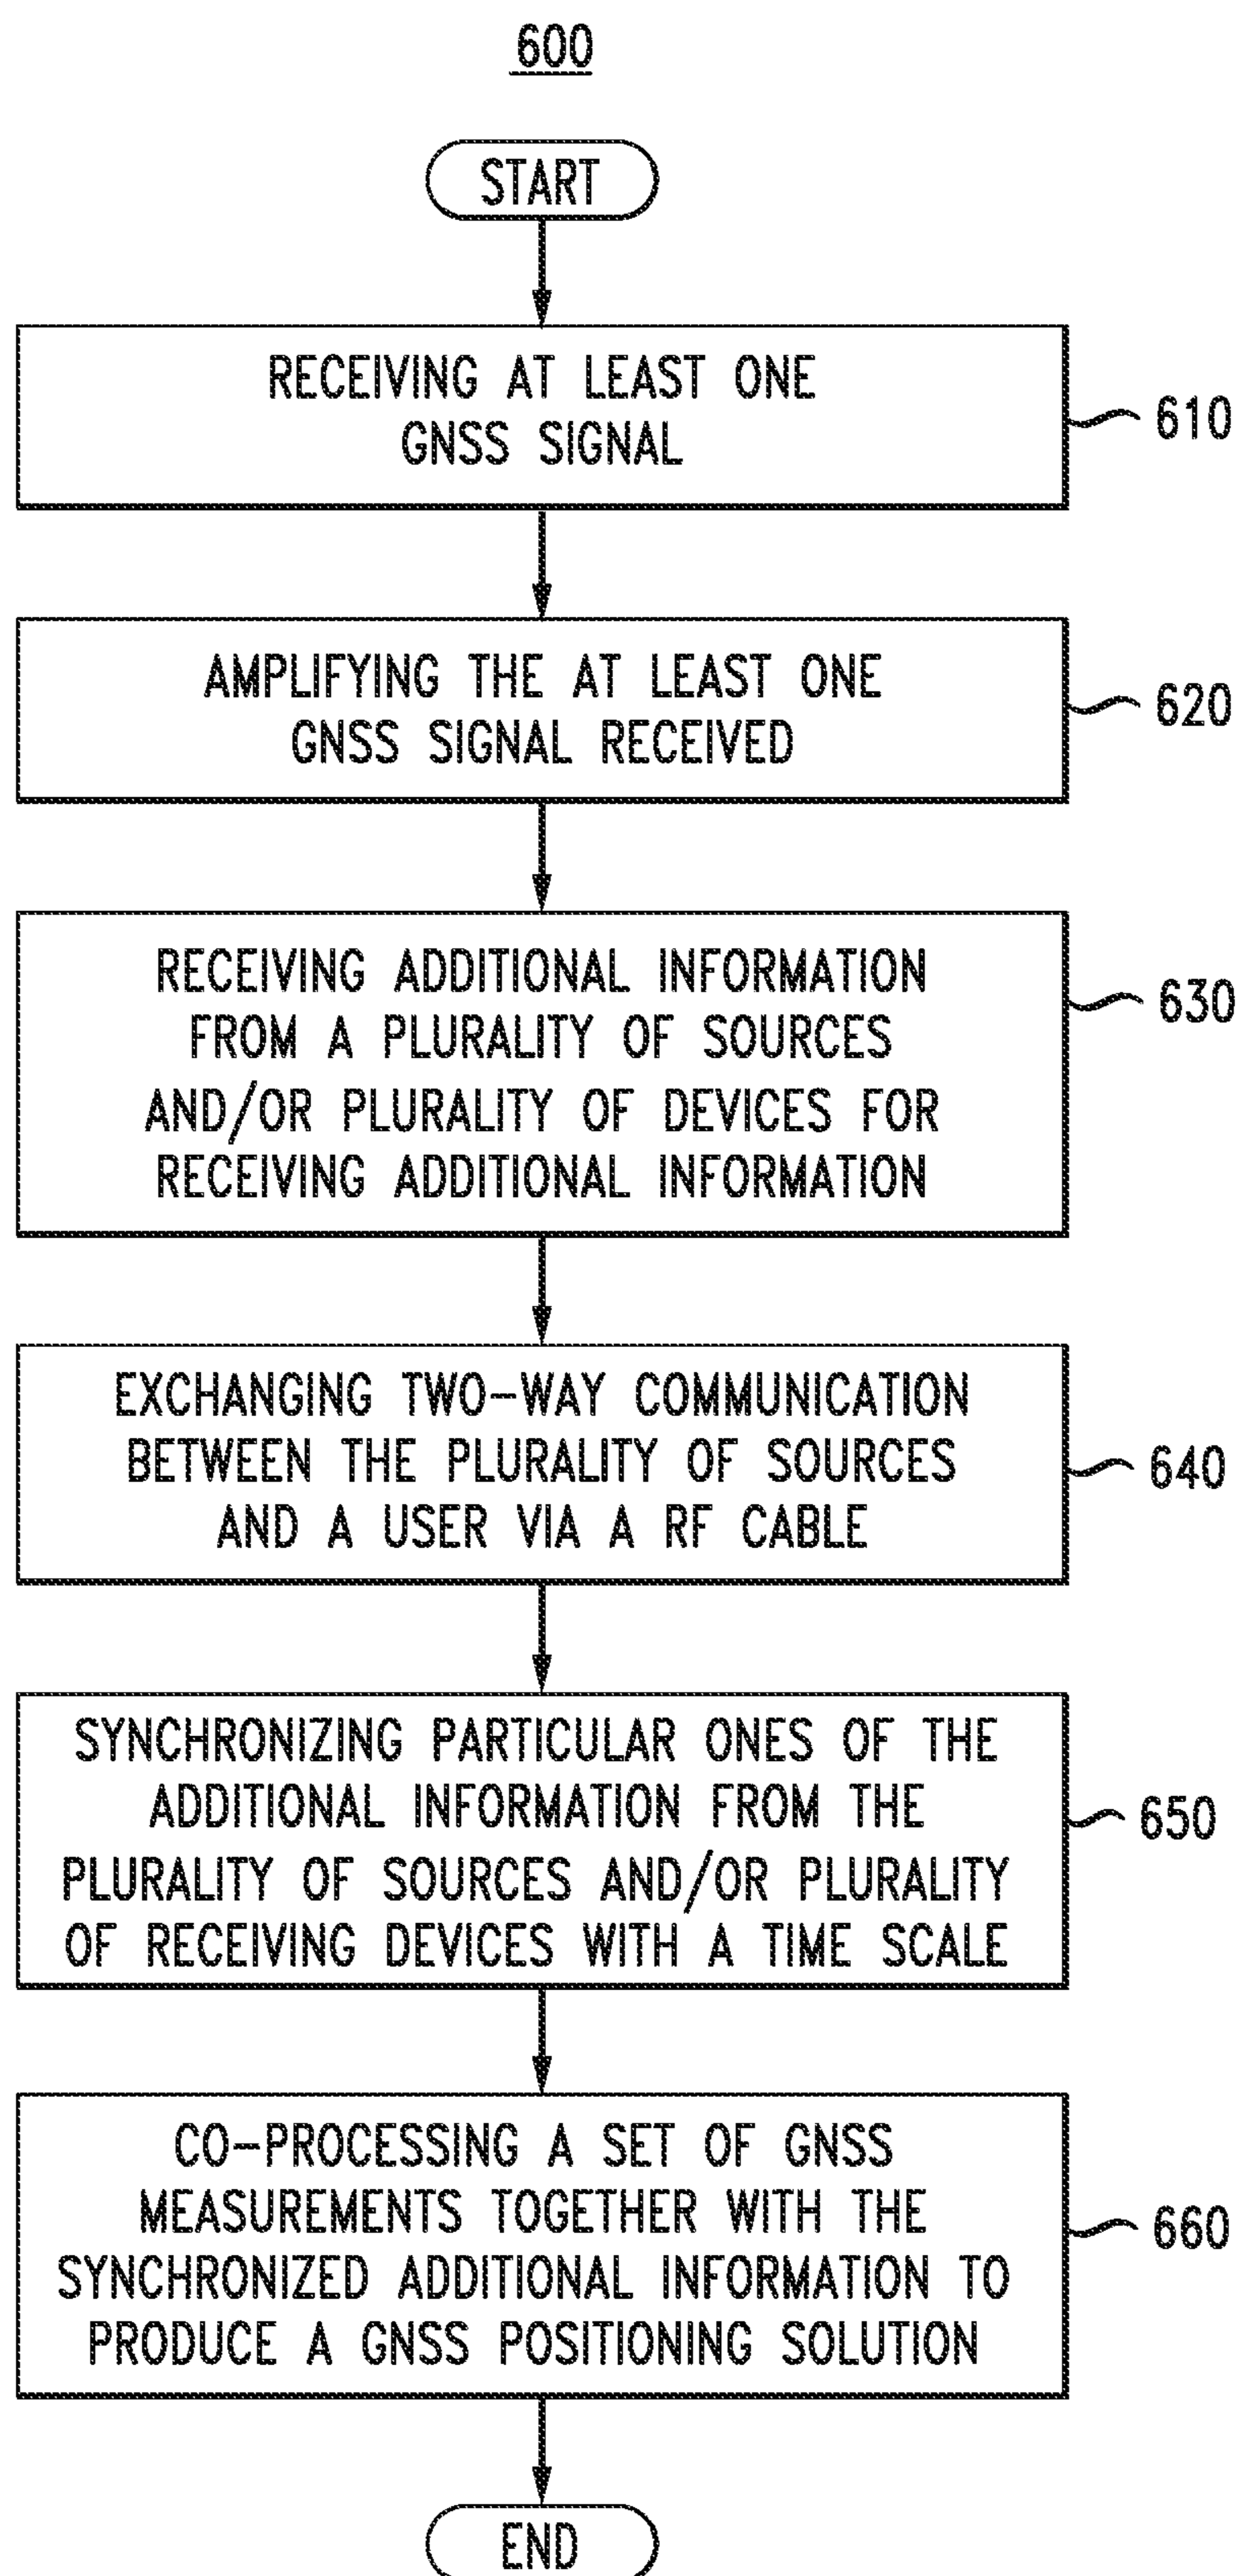 600
START
RECEIVING AT LEAST ONE
GNSS SIGNAL
610
AMPLIFYING THE AT LEAST ONE
GNSS SIGNAL RECEIVED
620
RECEIVING ADDITIONAL INFORMATION
FROM A PLURALITY OF SOURCES
AND/OR PLURALITY OF DEVICES FOR
RECEIVING ADDITIONAL INFORMATION
630
EXCHANGING TWO-WAY COMMUNICATION
BETWEEN THE PLURALITY OF SOURCES
AND A USER VIA A RF CABLE
640
SYNCHRONIZING PARTICULAR ONES OF THE
ADDITIONAL INFORMATION FROM THE
PLURALITY OF SOURCES AND/OR PLURALITY
OF RECEIVING DEVICES WITH A TIME SCALE
650
CO-PROCESSING A SET OF GNSS
MEASUREMENTS TOGETHER WITH THE
SYNCHRONIZED ADDITIONAL INFORMATION TO
PRODUCE A GNSS POSITIONING SOLUTION
660
END